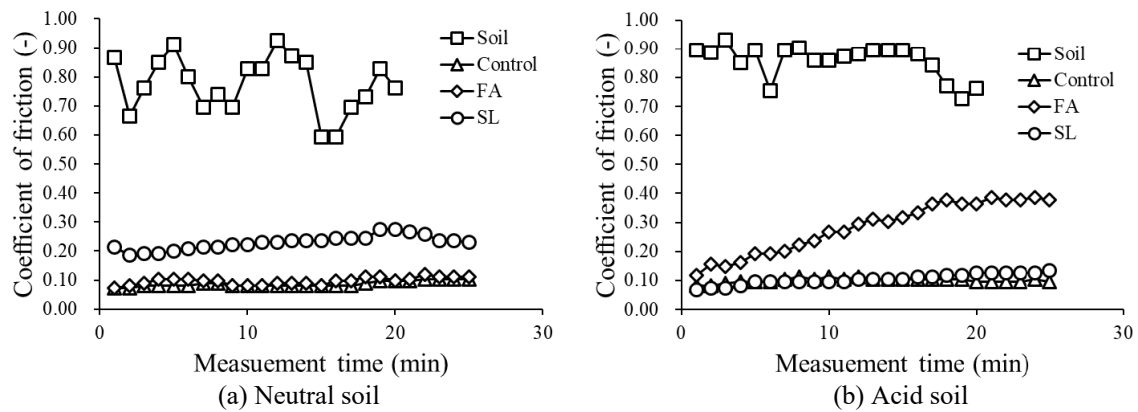 1.00
0.90
0.80
0.70
0.60
0.50
0.40
0.30
0.20
0.10
0.00
Coefficient of friction (-)
Soil
Control
FA
SL
0
10
20
30
Measuement time (min)
(a) Neutral soil
1.00
0.90
0.80
0.70
0.60
0.50
0.40
0.30
0.20
0.10
0.00
Coefficient of friction (-)
Soil
Control
FA
SL
0
10
20
30
Measuement time (min)
(b) Acid soil